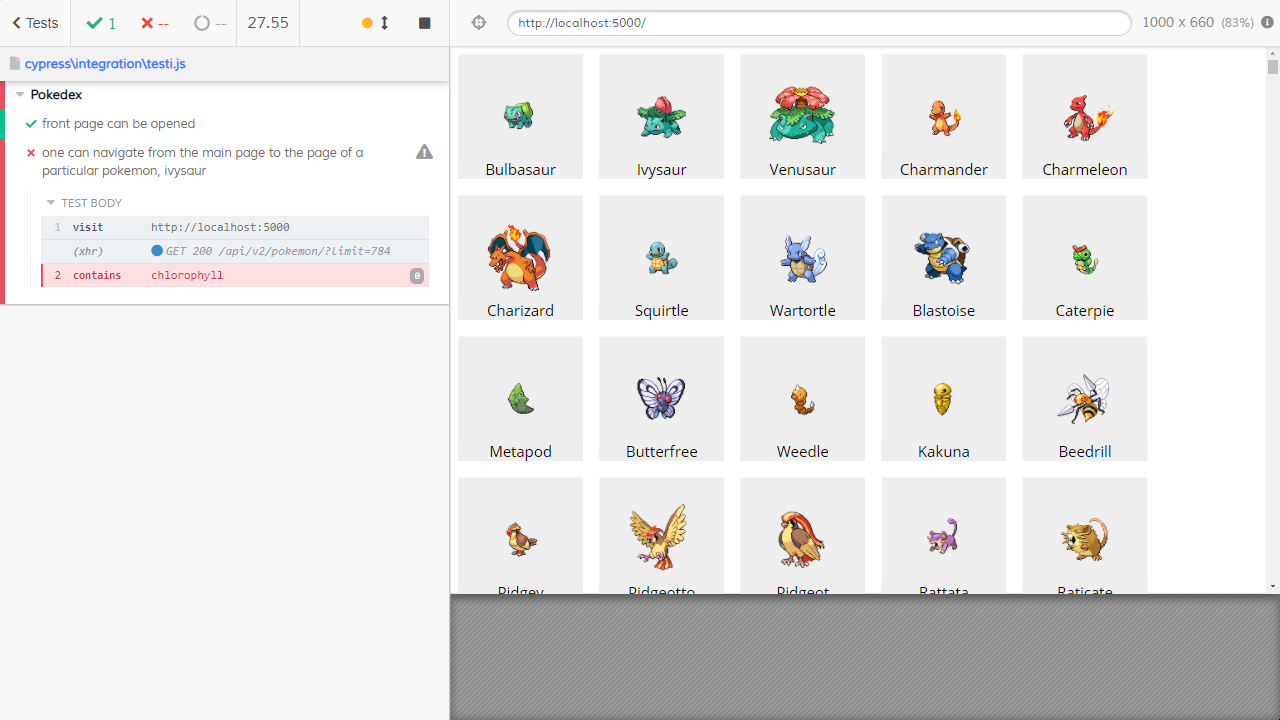 Tests
1
--
--
27.55
http://localhost:5000/
1000 x 660 (83%)
cypress\integration\testi.js
Pokedex
front page can be opened
one can navigate from the main page to the page of a
particular pokemon, ivysaur
TEST BODY
1 visit http://localhost:5000
(xhr) GET 200 /api/v2/pokemon/?limit=784
2 contains chlorophyll 0
Bulbasaur Ivysaur Venusaur Charmander Charmeleon
Charizard Squirtle Wartortle Blastoise Caterpie
Metapod Butterfree Weedle Kakuna Beedrill
Pidgey Pidgeotto Pidgeot Rattata Raticate